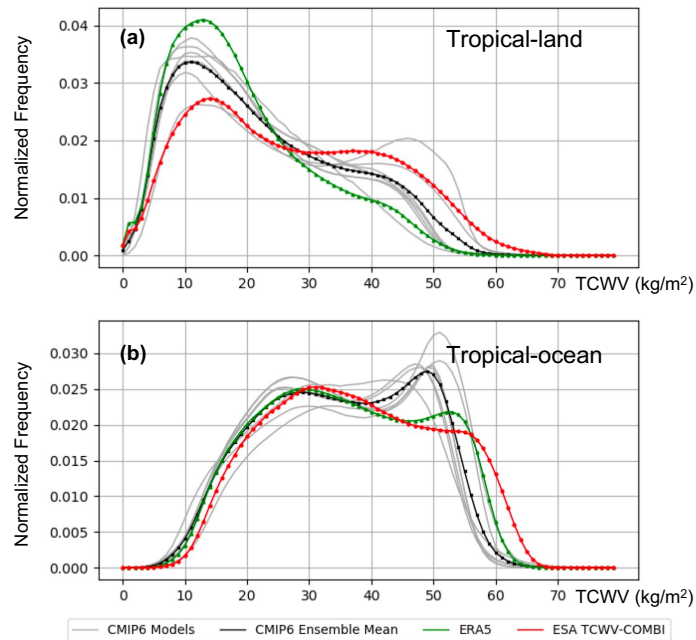 (a)
Tropical-land
Normalized Frequency
0.04
0.03
0.02
0.01
0.00
0 10 20 30 40 50 60 70 TCWV (kg/m²)
(b)
Tropical-ocean
Normalized Frequency
0.030
0.025
0.020
0.015
0.010
0.005
0.000
0 10 20 30 40 50 60 70 TCWV (kg/m²)
CMIP6 Models CMIP6 Ensemble Mean ERA5 ESA TCWV-COMBI